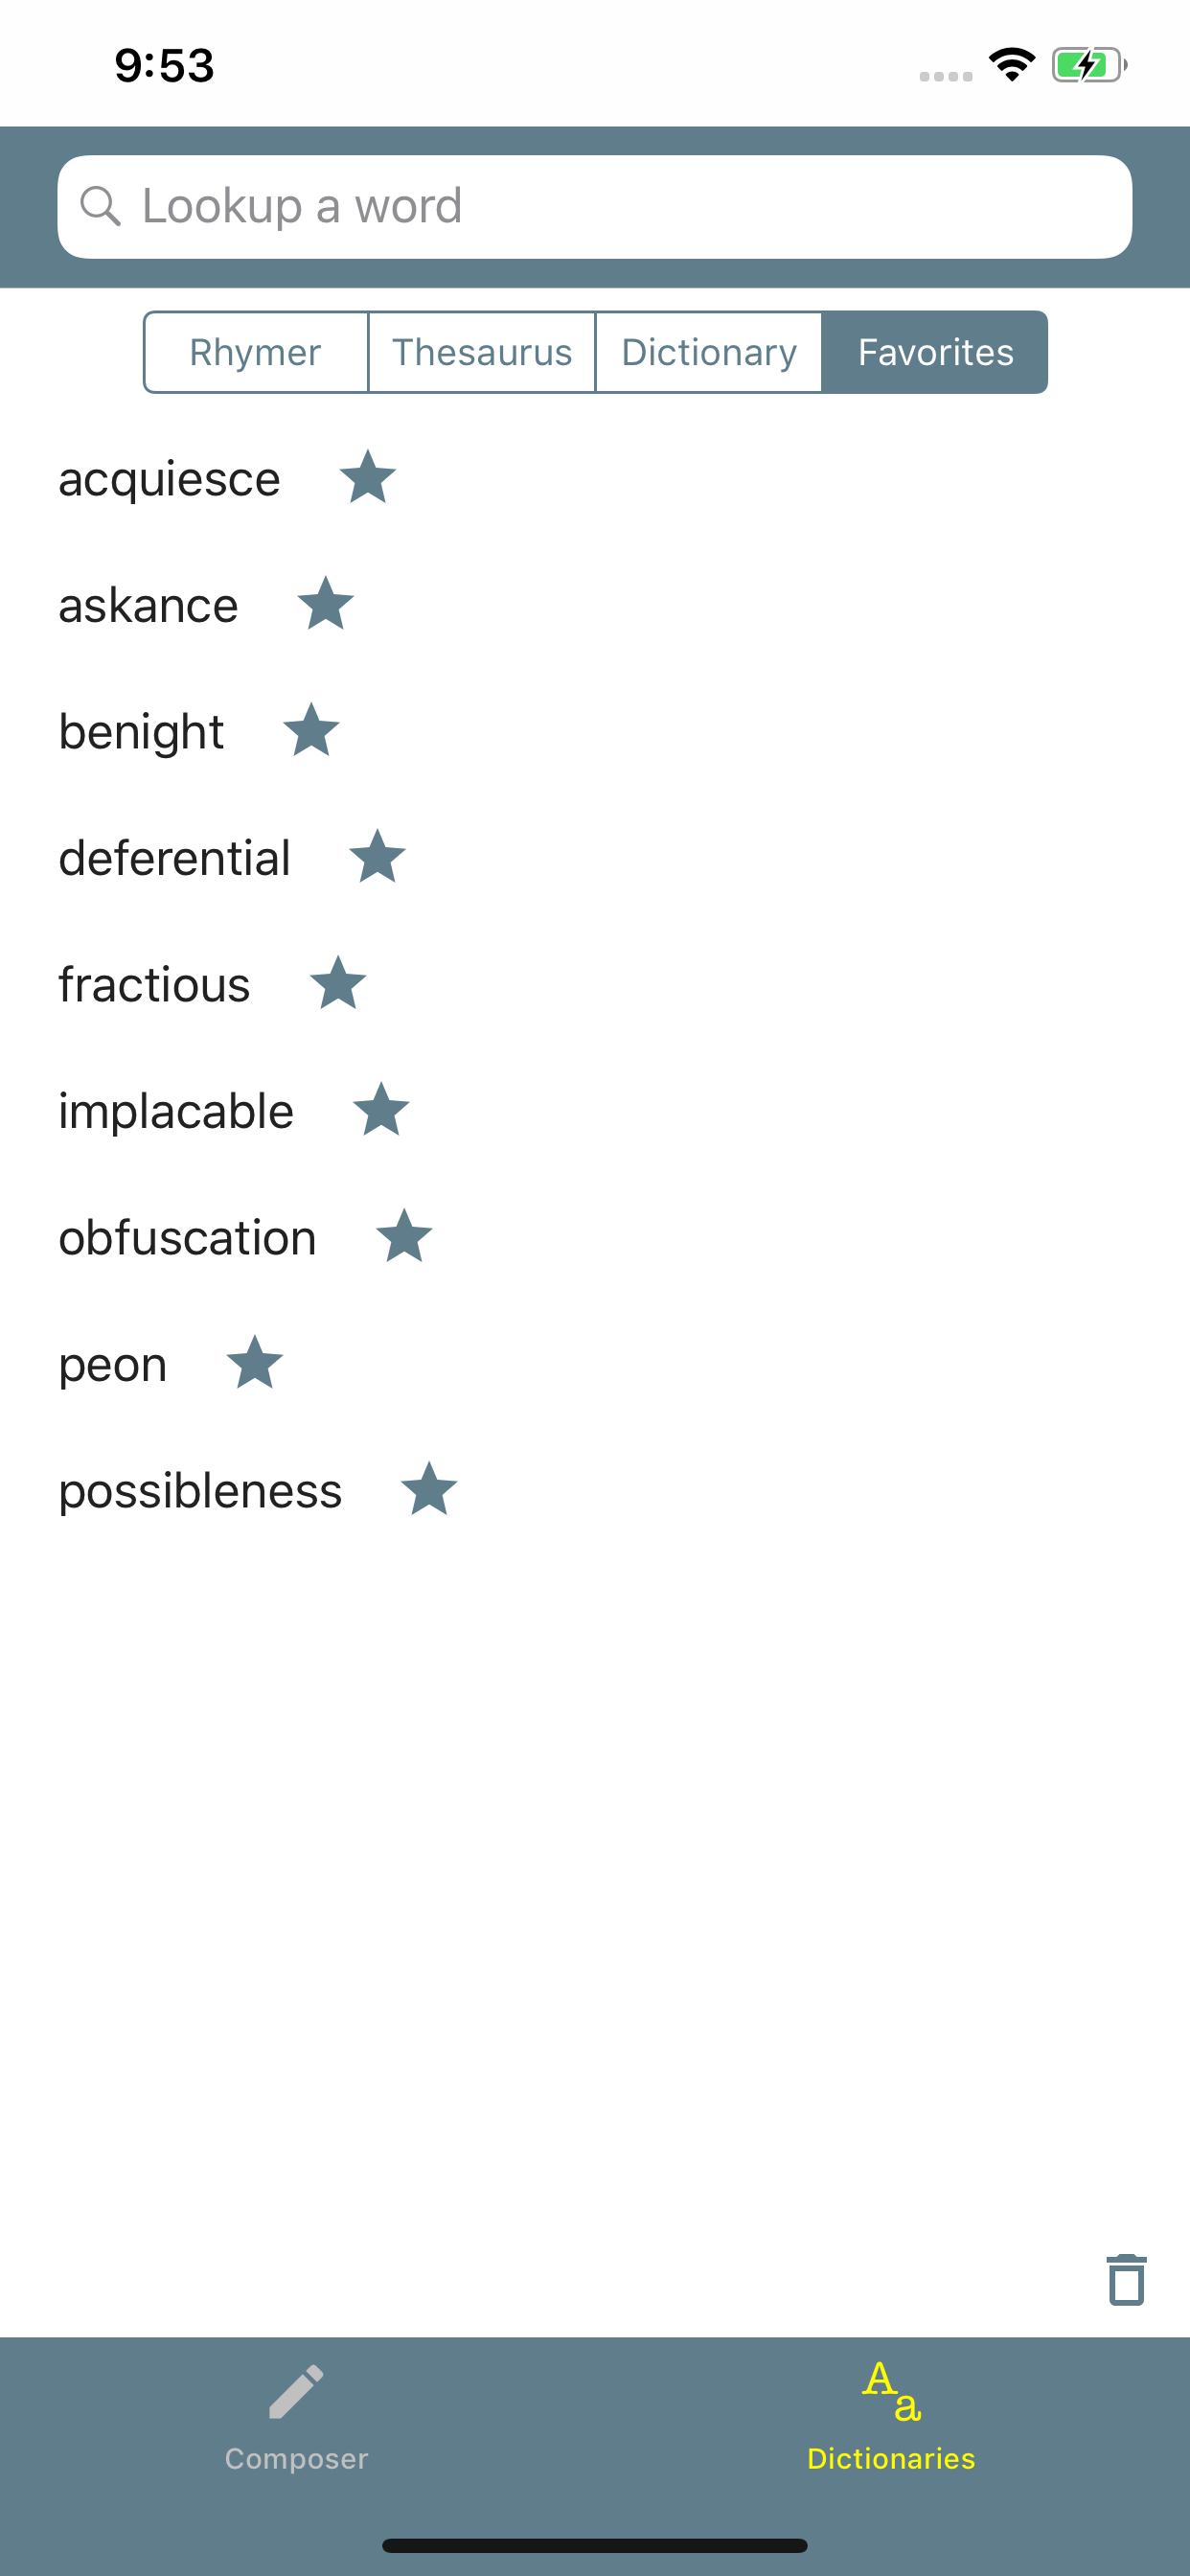 9:53
Lookup a word
Rhymer Thesaurus Dictionary Favorites
acquiesce
askance
benight
deferential
fractious
implacable
obfuscation
peon
possibleness
Aa
Composer Dictionaries